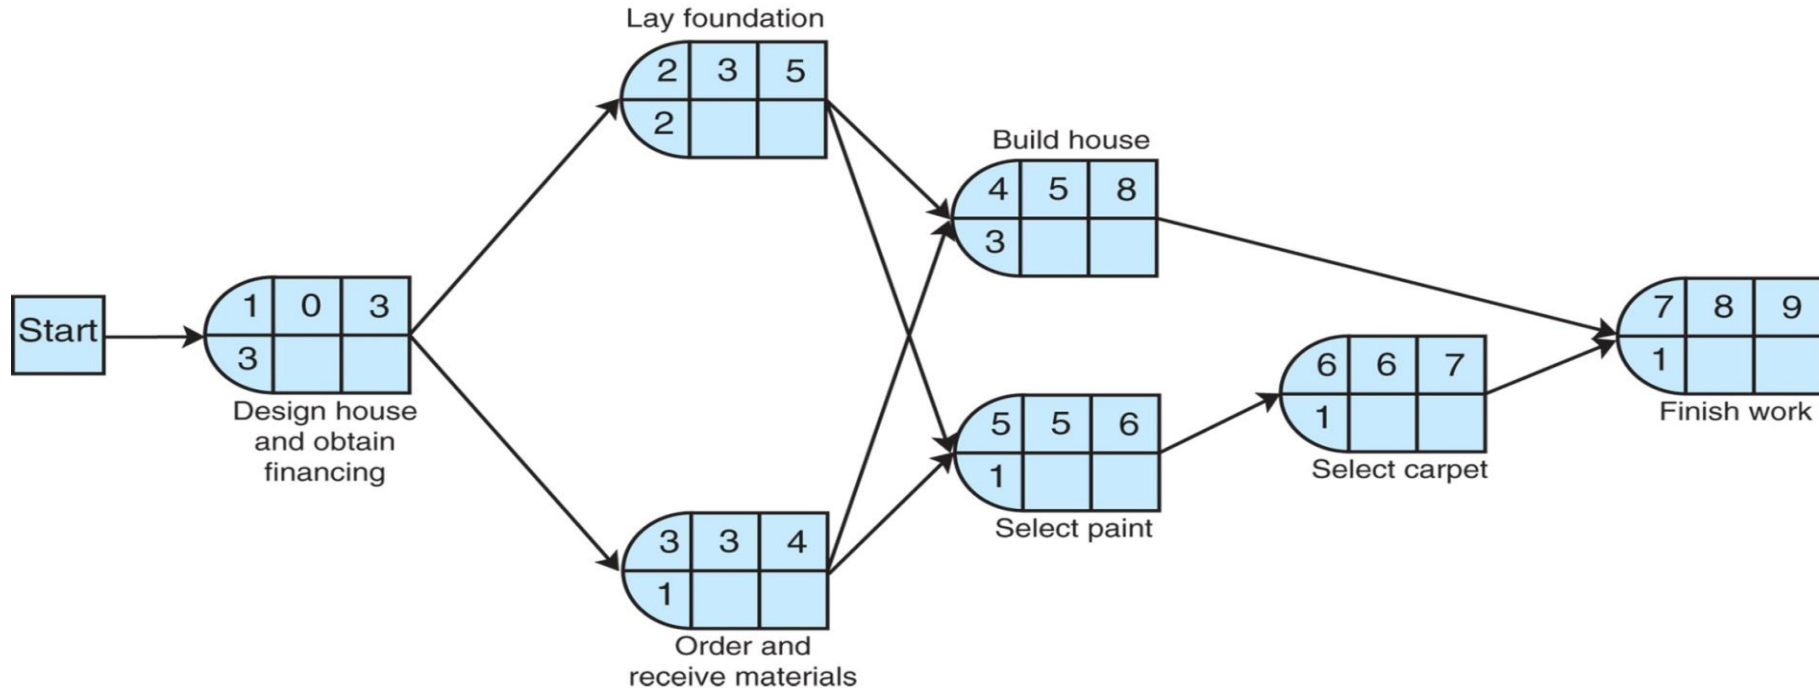 Lay foundation
2 3 5
2
Build house
4 5 8
3
Start
1 0 3
3
Design house
and obtain
financing
7 8 9
1
Finish work
6 6 7
1
Select carpet
5 5 6
1
Select paint
3 3 4
1
Order and
receive materials